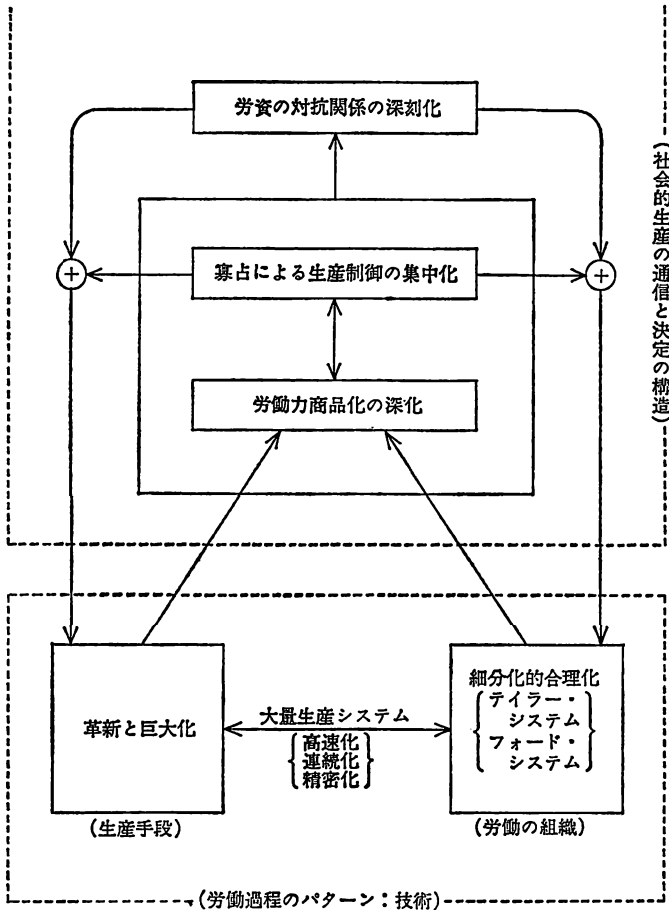 労資の対抗関係の深刻化
(社会的生産の通信と決定の構造)
+
寡占による生産制御の集中化
+
労働力商品化の深化
革新と巨大化
(生産手段)
大量生産システム
高速化
連続化
精密化
細分化的合理化
テイラー・
システム
フォード・
システム
(労働の組織)
(労働過程のパターン：技術)